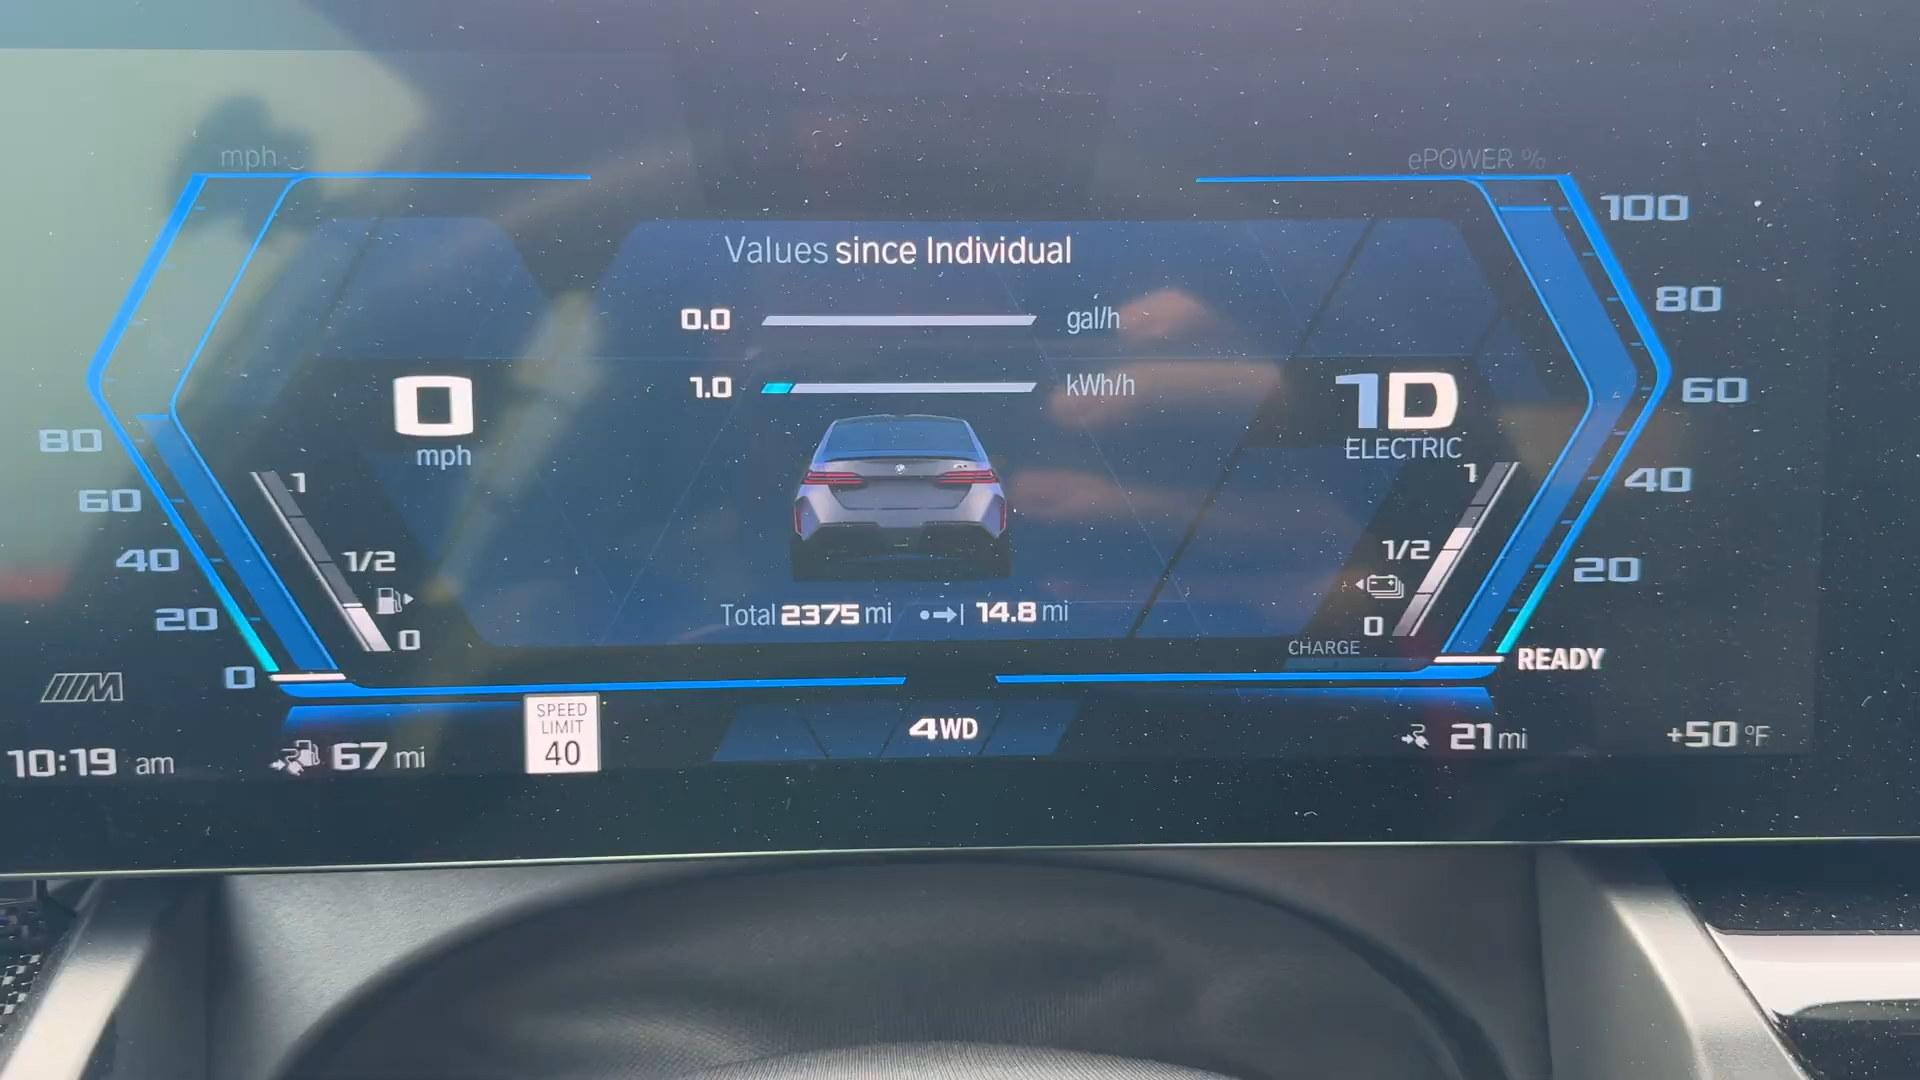 mph
ePOWER %
Values since Individual
0.0 gal/h
1.0 kWh/h
0
mph
1D
ELECTRIC
80
60
40
20
0
100
80
60
40
20
1
1/2
0
1
1/2
0
Total 2375 mi 14.8 mi
CHARGE
READY
M
10:19 am
67 mi
SPEED
LIMIT
40
4WD
21 mi
+50 °F